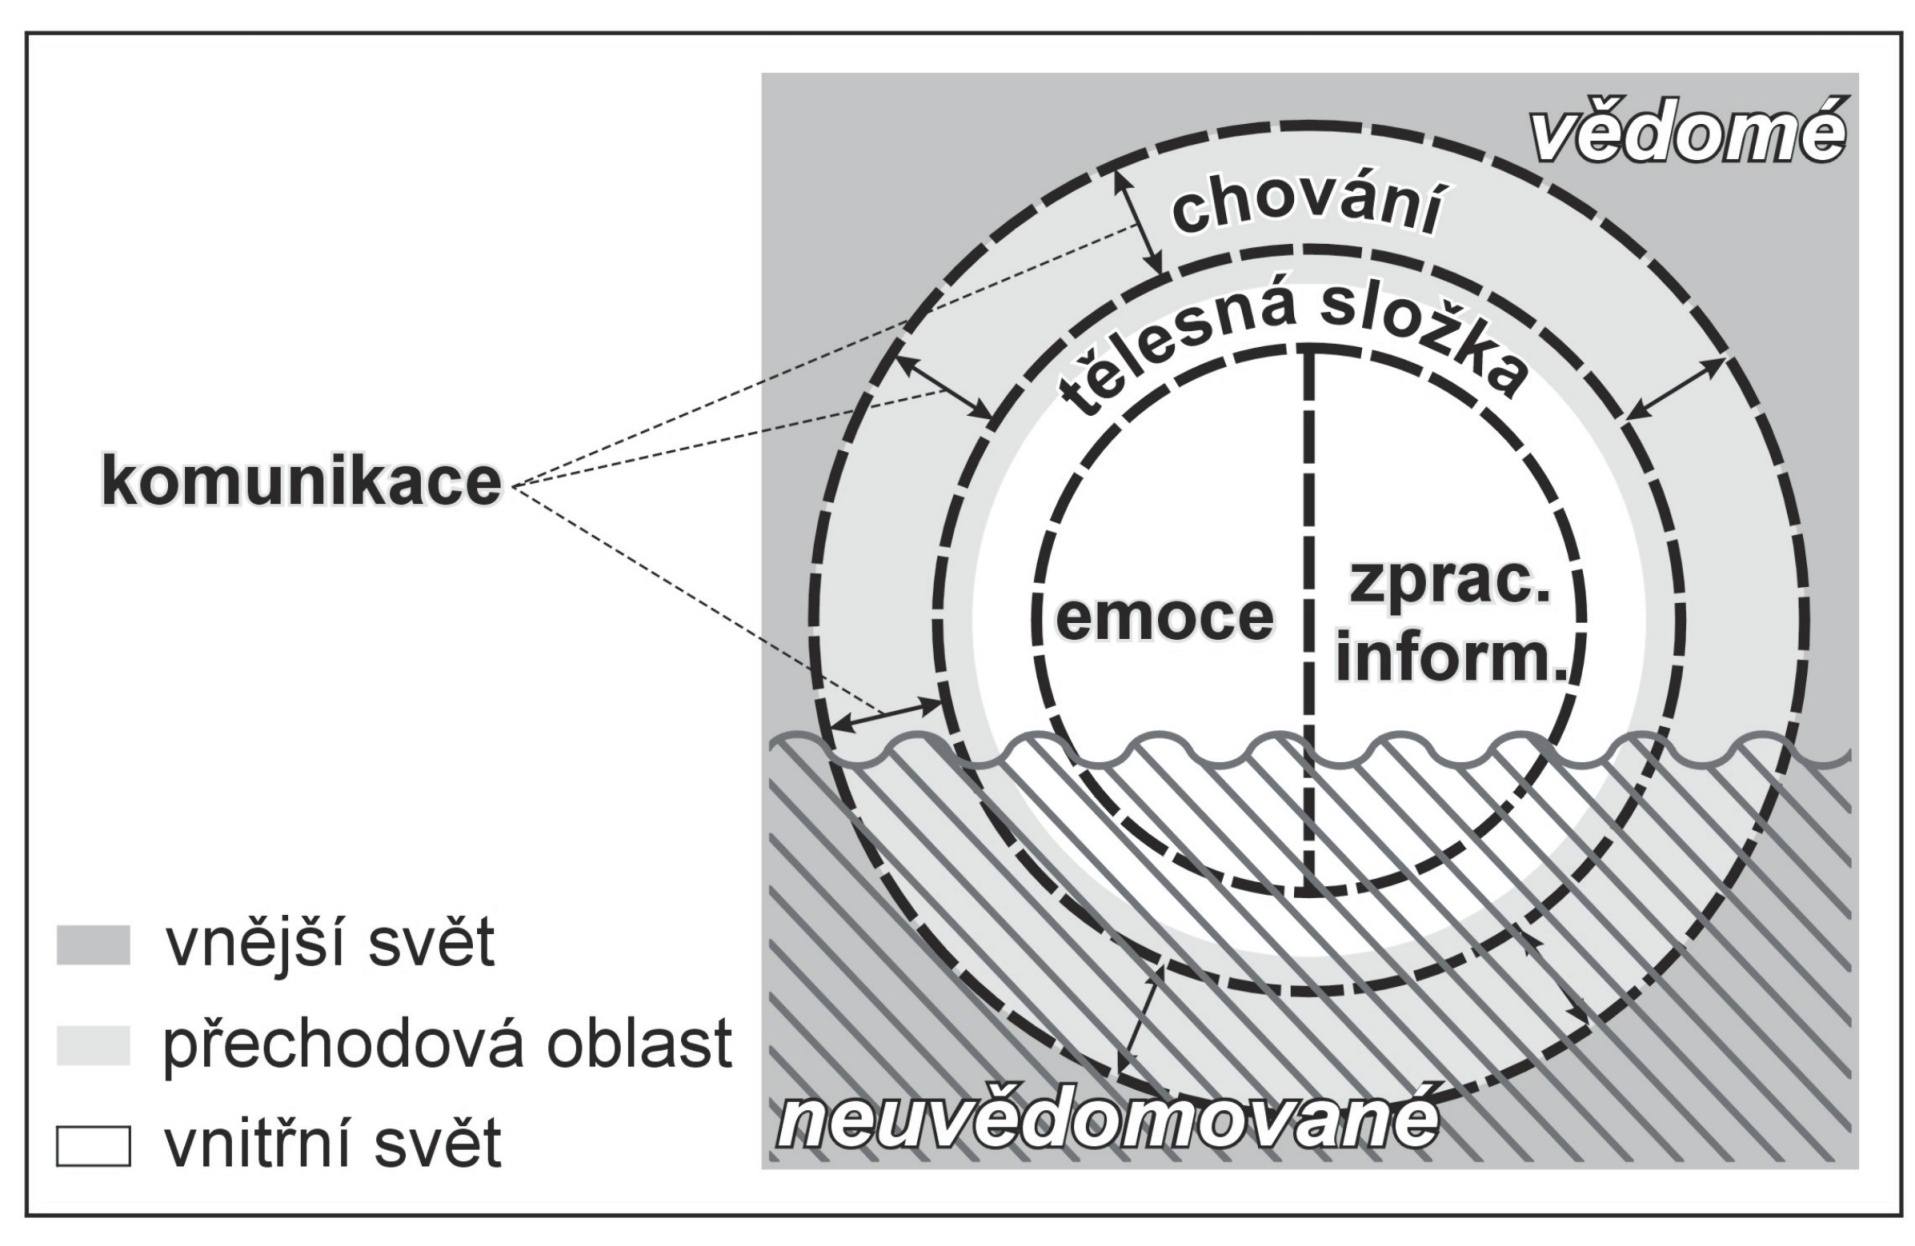 vědomé
chování
tělesná složka
komunikace
emoce
zprac.
inform.
vnější svět
přechodová oblast
vnitřní svět
neuvědomované